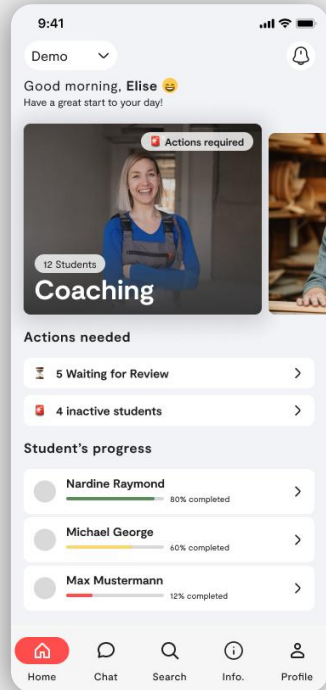 9:41
Demo
Good morning, Elise 😄
Have a great start to your day!
🚨 Actions required
12 Students
Coaching
Actions needed
⏳ 5 Waiting for Review
🚨 4 inactive students
Student's progress
Nardine Raymond
80% completed
Michael George
60% completed
Max Mustermann
12% completed
Home Chat Search Info. Profile